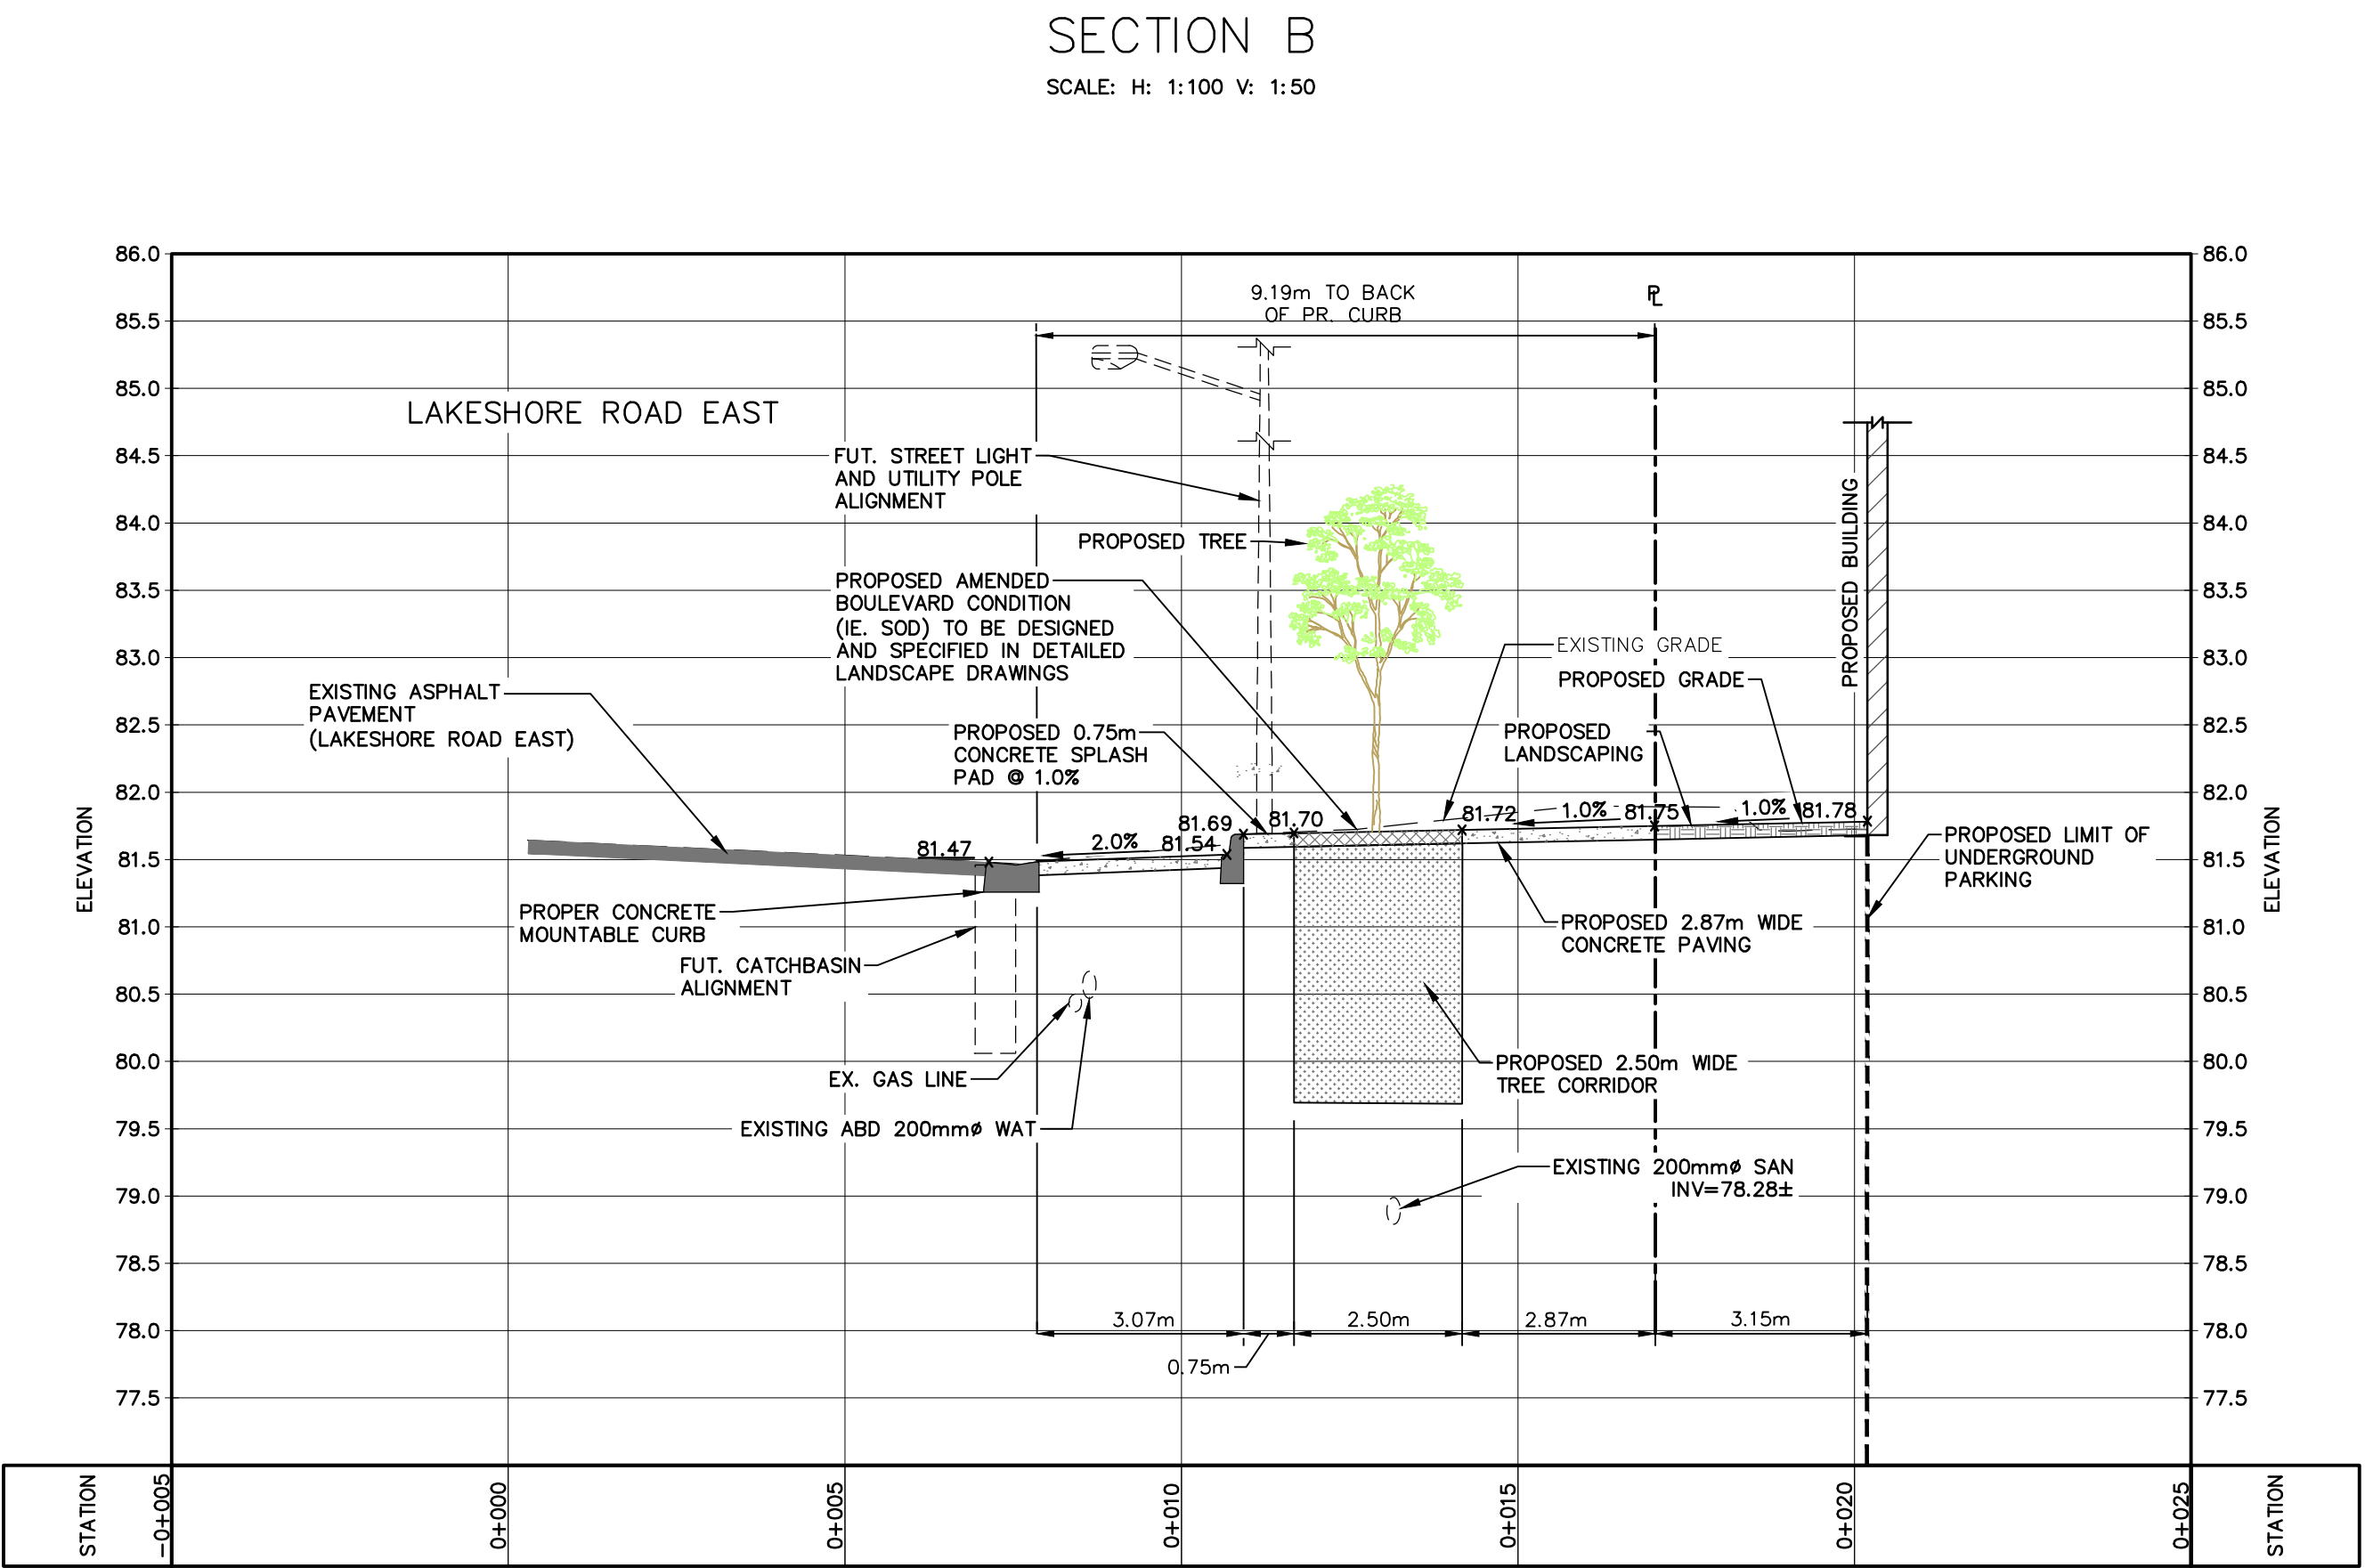 SECTION B
SCALE: H: 1:100 V: 1:50
86.0
85.5
85.0
84.5
84.0
83.5
83.0
82.5
82.0
81.5
81.0
80.5
80.0
79.5
79.0
78.5
78.0
77.5
ELEVATION
9.19m TO BACK
OF PR. CURB
PL
LAKESHORE ROAD EAST
FUT. STREET LIGHT
AND UTILITY POLE
ALIGNMENT
PROPOSED TREE
PROPOSED AMENDED
BOULEVARD CONDITION
(IE. SOD) TO BE DESIGNED
AND SPECIFIED IN DETAILED
LANDSCAPE DRAWINGS
EXISTING GRADE
PROPOSED GRADE
PROPOSED BUILDING
EXISTING ASPHALT
PAVEMENT
(LAKESHORE ROAD EAST)
PROPOSED 0.75m
CONCRETE SPLASH
PAD @ 1.0%
PROPOSED
LANDSCAPING
81.47
2.0%
81.54
81.69
81.70
81.72
1.0%
81.75
1.0%
81.78
PROPER CONCRETE
MOUNTABLE CURB
FUT. CATCHBASIN
ALIGNMENT
EX. GAS LINE
EXISTING ABD 200mmø WAT
PROPOSED LIMIT OF
UNDERGROUND
PARKING
PROPOSED 2.87m WIDE
CONCRETE PAVING
PROPOSED 2.50m WIDE
TREE CORRIDOR
EXISTING 200mmø SAN
INV=78.28±
3.07m
0.75m
2.50m
2.87m
3.15m
86.0
85.5
85.0
84.5
84.0
83.5
83.0
82.5
82.0
81.5
81.0
80.5
80.0
79.5
79.0
78.5
78.0
77.5
ELEVATION
STATION
-0+005
0+000
0+005
0+010
0+015
0+020
0+025
STATION